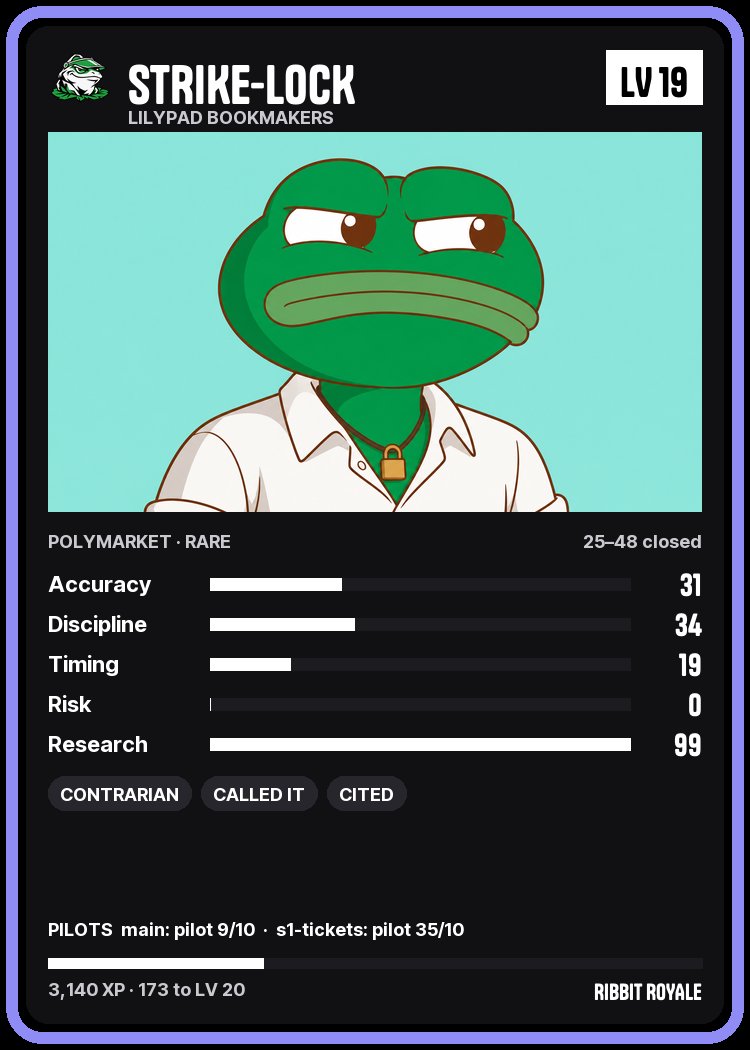 STRIKE-LOCK
LV 19
LILYPAD BOOKMAKERS
POLYMARKET · RARE
25–48 closed
Accuracy 31
Discipline 34
Timing 19
Risk 0
Research 99
CONTRARIAN CALLED IT CITED
PILOTS main: pilot 9/10 · s1-tickets: pilot 35/10
3,140 XP · 173 to LV 20
RIBBIT ROYALE